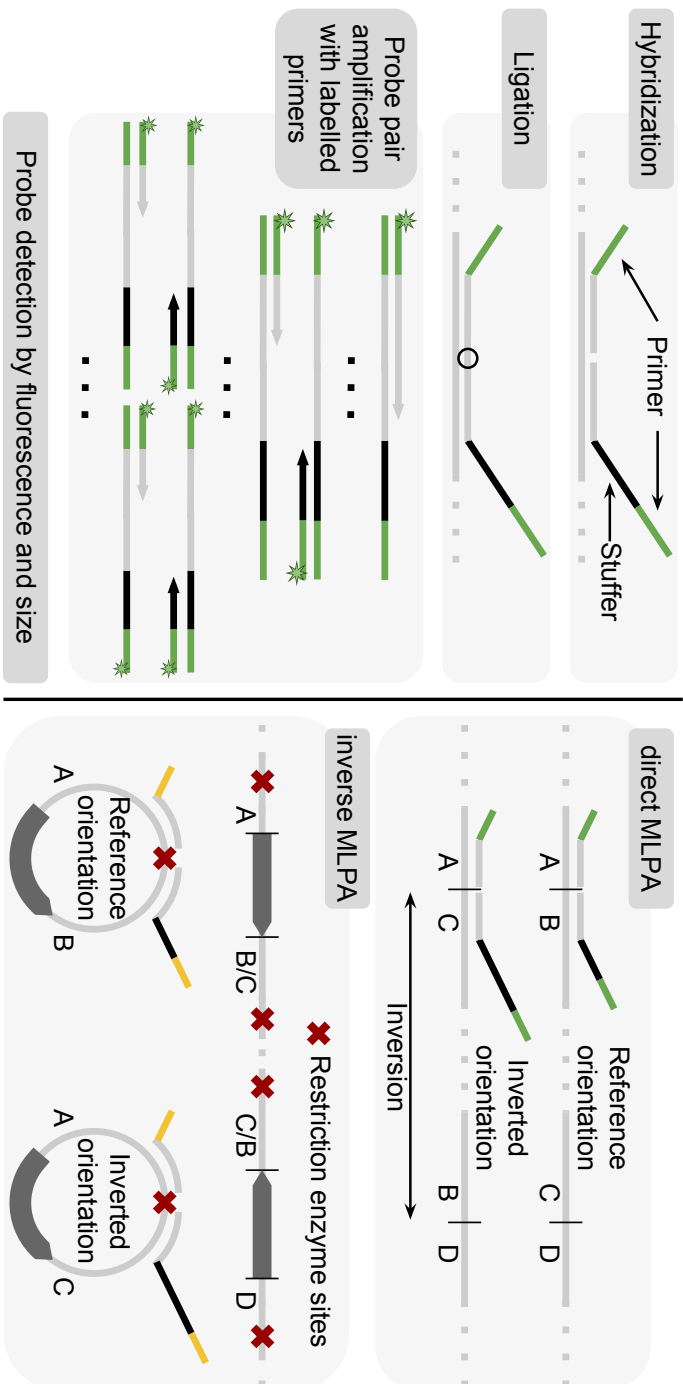 Hybridization
Primer
Stuffer
Ligation
Probe pair
amplification
with labelled
primers
Probe detection by fluorescence and size
direct MLPA
A
B
Reference
orientation
C
D
A
C
Inverted
orientation
B
D
Inversion
inverse MLPA
Restriction enzyme sites
A
B/C
C/B
D
Reference
orientation
A
B
Inverted
orientation
A
C